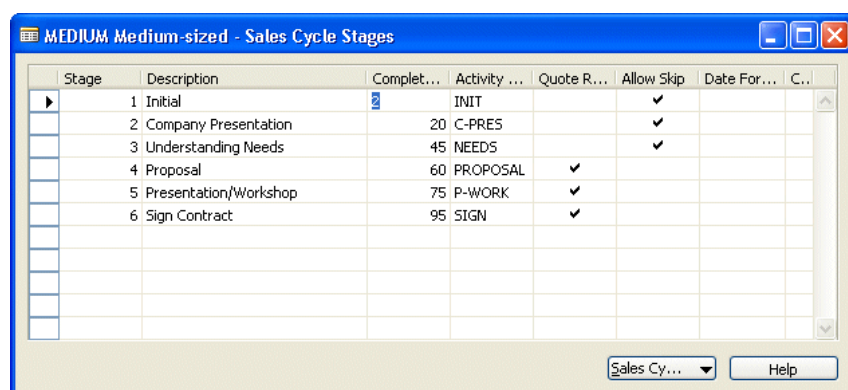 MEDIUM Medium-sized - Sales Cycle Stages
Stage Description Complet... Activity ... Quote R... Allow Skip Date For... C...
1 Initial 2 INIT ✔
2 Company Presentation 20 C-PRES ✔
3 Understanding Needs 45 NEEDS ✔
4 Proposal 60 PROPOSAL ✔
5 Presentation/Workshop 75 P-WORK ✔
6 Sign Contract 95 SIGN ✔
Sales Cy... Help